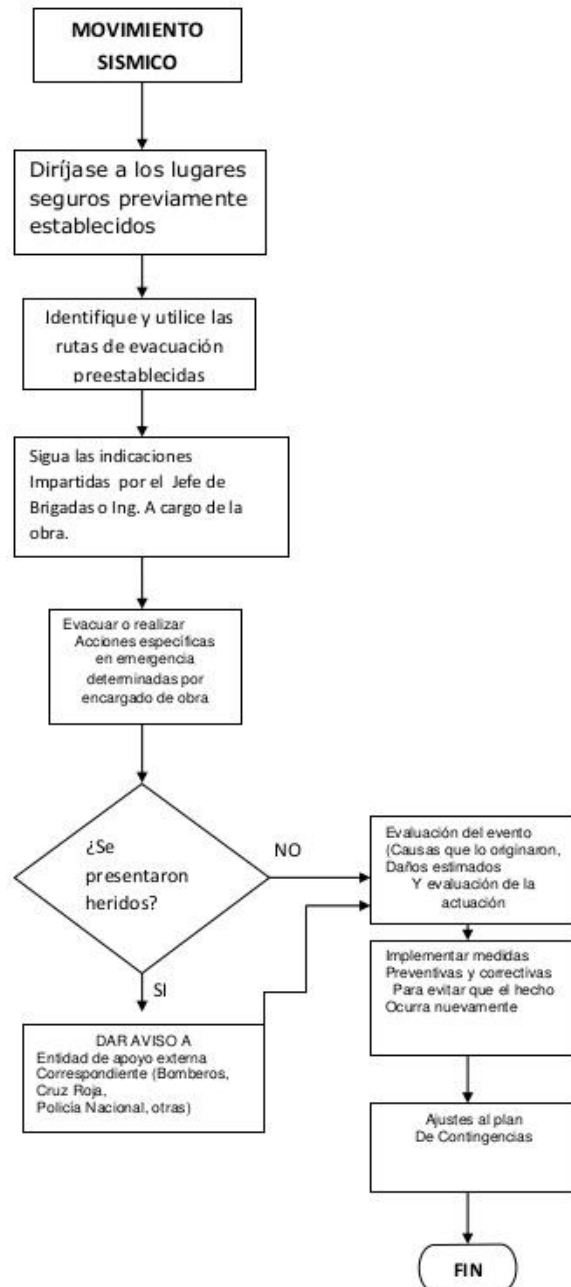 MOVIMIENTO
SISMICO
Diríjase a los lugares
seguros previamente
establecidos
Identifique y utilice las
rutas de evacuación
preestablecidas
Sigua las indicaciones
Impartidas por el Jefe de
Brigadas o Ing. A cargo de la
obra.
Evacuar o realizar
Acciones específicas
en emergencia
determinadas por
encargado de obra
¿Se
presentaron
heridos?
NO
SI
DAR AVISO A
Entidad de apoyo externa
Correspondiente (Bomberos,
Cruz Roja,
Policía Nacional, otras)
Evaluación del evento
(Causas que lo originaron,
Daños estimados
Y evaluación de la
actuación
Implementar medidas
Preventivas y correctivas
Para evitar que el hecho
Ocurra nuevamente
Ajustes al plan
De Contingencias
FIN